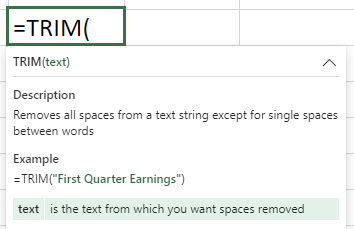 =TRIM(
TRIM(text)
Description
Removes all spaces from a text string except for single spaces
between words
Example
=TRIM("First Quarter Earnings")
text is the text from which you want spaces removed